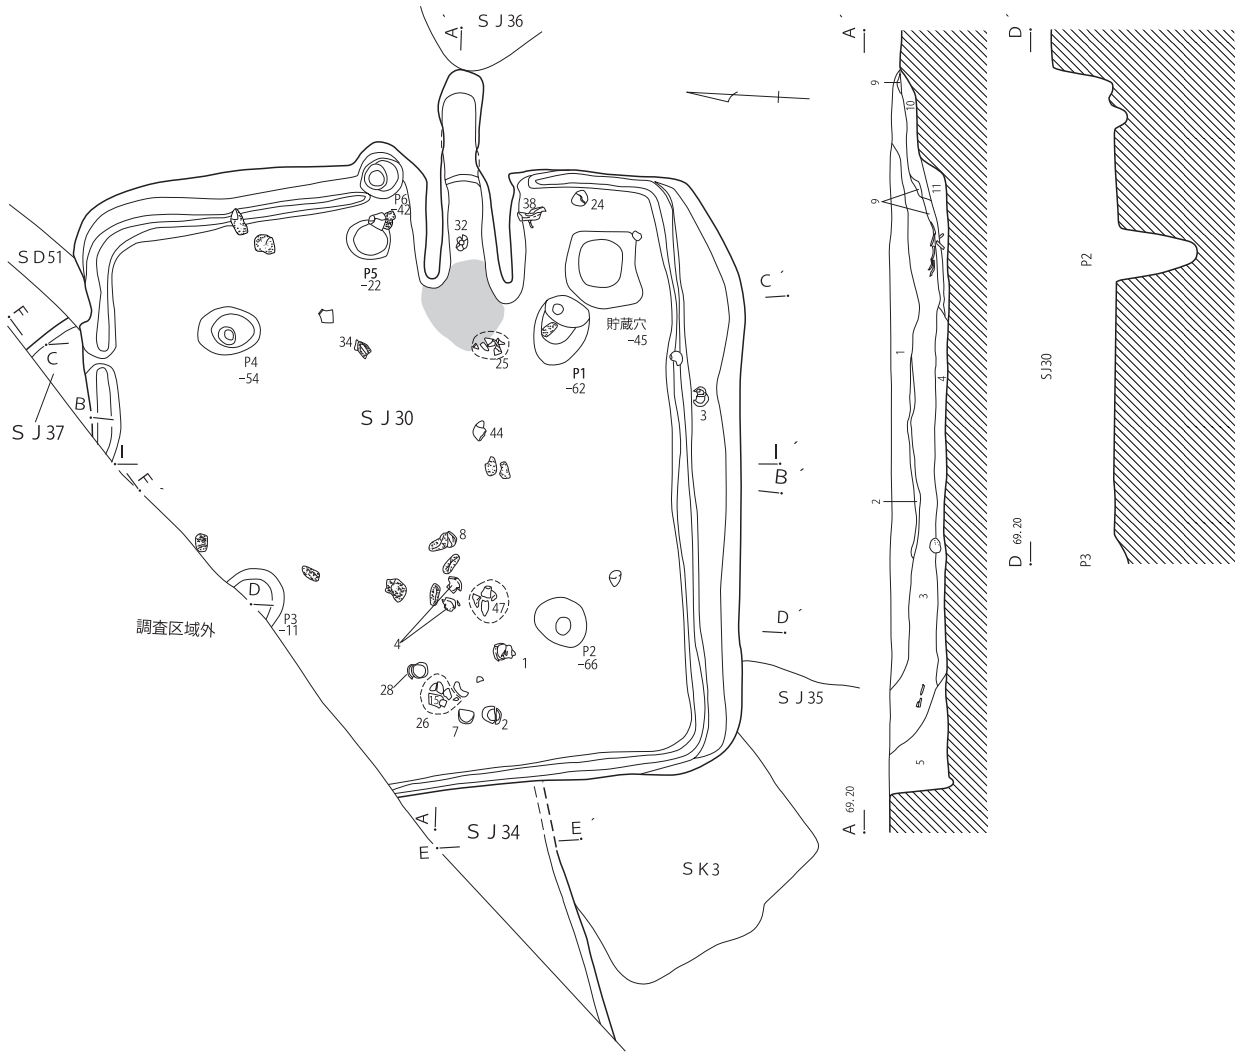 SJ36
A´
A´
D´
9
10
P6
-42
38
24
11
9
32
SD51
P5
-22
C´
P2
F
C
貯蔵穴
-45
34
25
P4
-54
P1
-62
1
SJ30
4
B
3
SJ30
SJ37
44
I
I´
B´
F´
2
8
D
69.20
D
P3
P3
-11
47
3
調査区域外
D´
4
1
P2
-66
28
SJ35
26
7
2
5
A
69.20
A
SJ34
E´
E
SK3